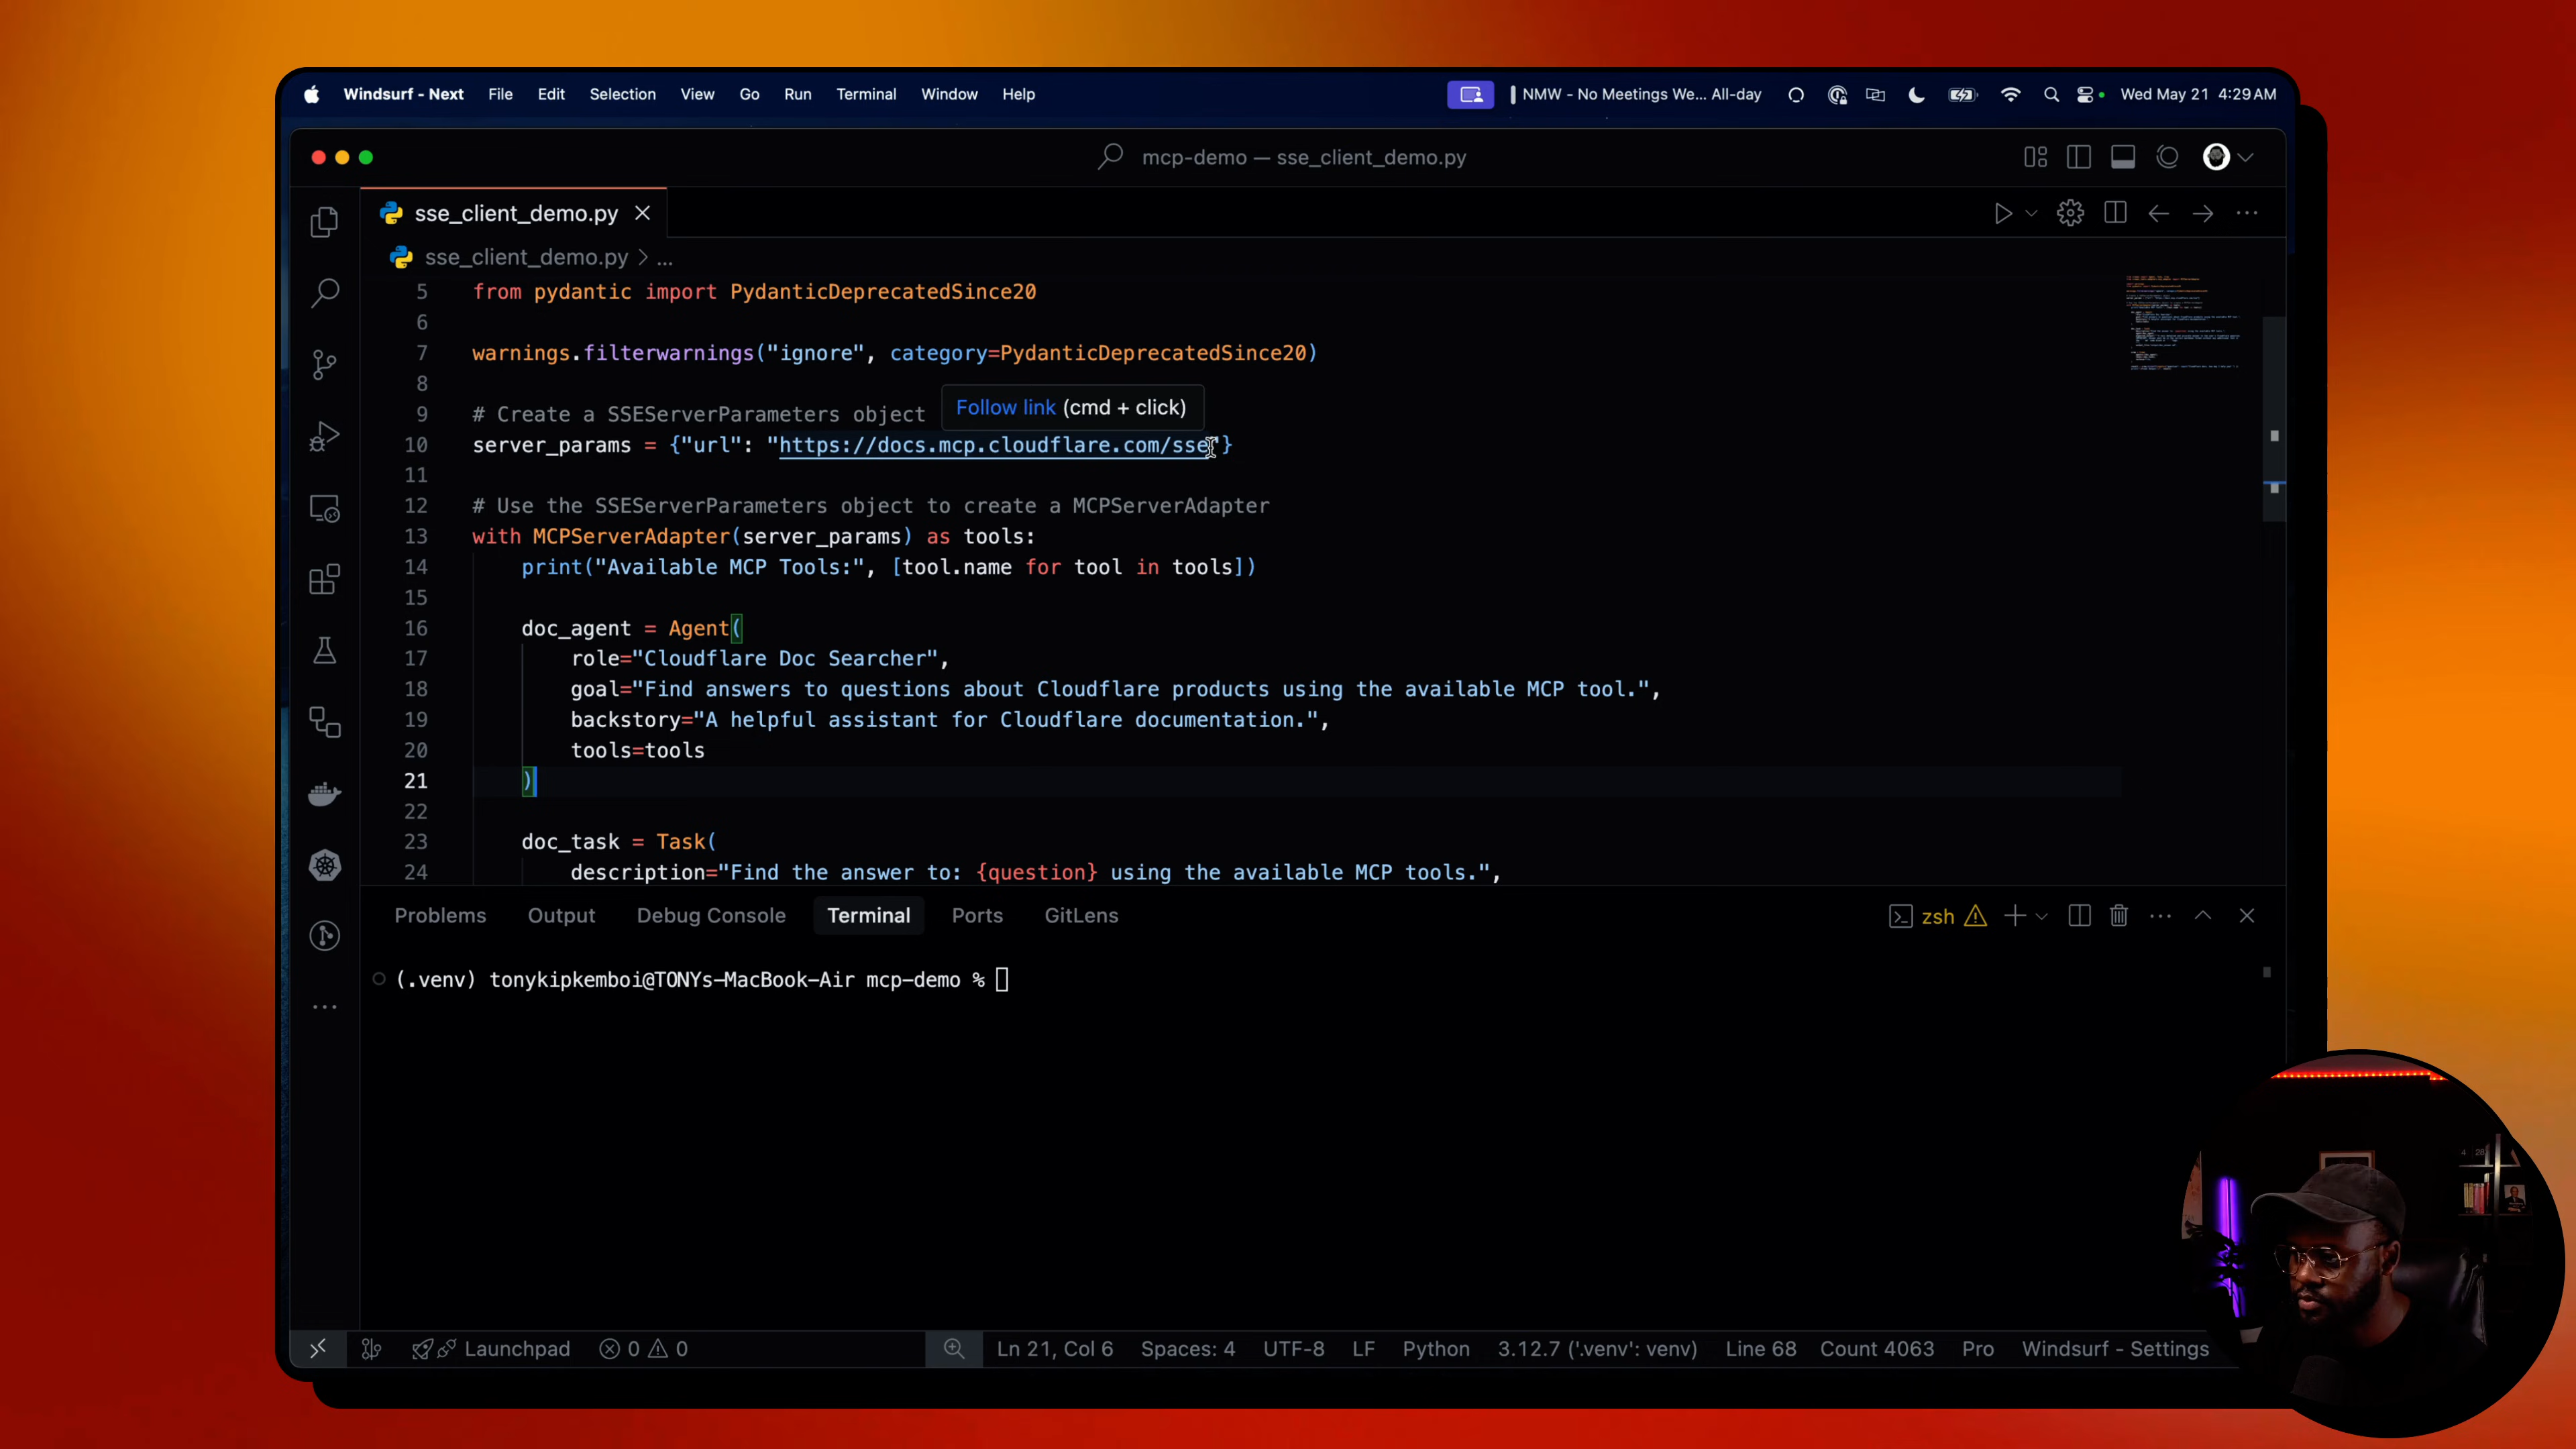 Windsurf - Next File Edit Selection View Go Run Terminal Window Help NMW - No Meetings We... All-day Wed May 21 4:29 AM
mcp-demo — sse_client_demo.py
sse_client_demo.py
sse_client_demo.py > ...
5 from pydantic import PydanticDeprecatedSince20
6
7 warnings.filterwarnings("ignore", category=PydanticDeprecatedSince20)
8
Follow link (cmd + click)
9 # Create a SSEServerParameters object
10 server_params = {"url": "https://docs.mcp.cloudflare.com/sse"}
11
12 # Use the SSEServerParameters object to create a MCPServerAdapter
13 with MCPServerAdapter(server_params) as tools:
14 print("Available MCP Tools:", [tool.name for tool in tools])
15
16 doc_agent = Agent(
17 role="Cloudflare Doc Searcher",
18 goal="Find answers to questions about Cloudflare products using the available MCP tool.",
19 backstory="A helpful assistant for Cloudflare documentation.",
20 tools=tools
21 )
22
23 doc_task = Task(
24 description="Find the answer to: {question} using the available MCP tools.",
Problems Output Debug Console Terminal Ports GitLens zsh
(.venv) tonykipkemboi@TONYs-MacBook-Air mcp-demo %
Launchpad 0 0 Ln 21, Col 6 Spaces: 4 UTF-8 LF Python 3.12.7 ('.venv': venv) Line 68 Count 4063 Pro Windsurf - Settings